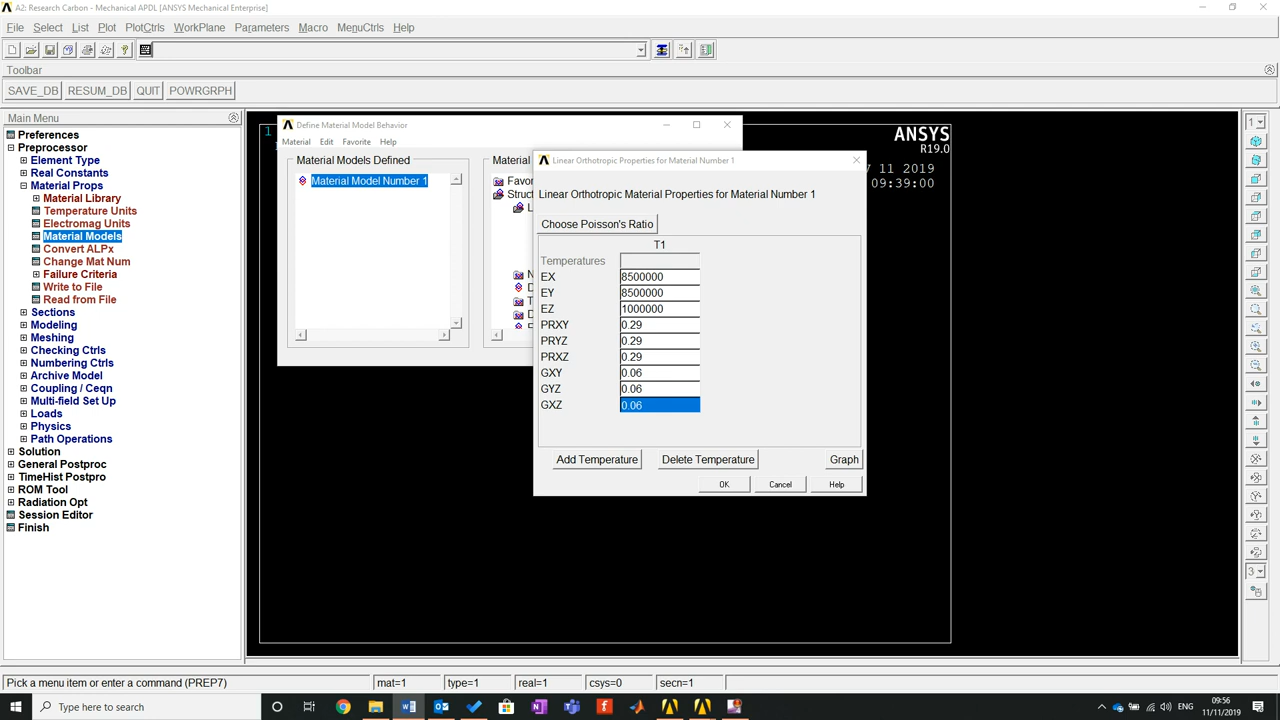 A2: Research Carbon - Mechanical APDL (ANSYS Mechanical Enterprise)
File Select List Plot PlotCtrls WorkPlane Parameters Macro MenuCtrls Help
Toolbar
SAVE_DB RESUM_DB QUIT POWRGRPH
Main Menu
Preferences
Preprocessor
Element Type
Real Constants
Material Props
Material Library
Temperature Units
Electromag Units
Material Models
Convert ALPx
Change Mat Num
Failure Criteria
Write to File
Read from File
Sections
Modeling
Meshing
Checking Ctrls
Numbering Ctrls
Archive Model
Coupling / Ceqn
Multi-field Set Up
Loads
Physics
Path Operations
Solution
General Postproc
TimeHist Postpro
ROM Tool
Radiation Opt
Session Editor
Finish
1
ANSYS
R19.0
11 2019
09:39:00
Define Material Model Behavior
Material Edit Favorite Help
Material Models Defined
Material Model Number 1
Material
Favor
Struct
Linear Orthotropic Properties for Material Number 1
Linear Orthotropic Material Properties for Material Number 1
Choose Poisson's Ratio
T1
Temperatures
EX 8500000
EY 8500000
EZ 1000000
PRXY 0.29
PRYZ 0.29
PRXZ 0.29
GXY 0.06
GYZ 0.06
GXZ 0.06
Add Temperature Delete Temperature Graph
OK Cancel Help
1
3
Pick a menu item or enter a command (PREP7) mat=1 type=1 real=1 csys=0 secn=1
Type here to search
ENG
09:56
11/11/2019